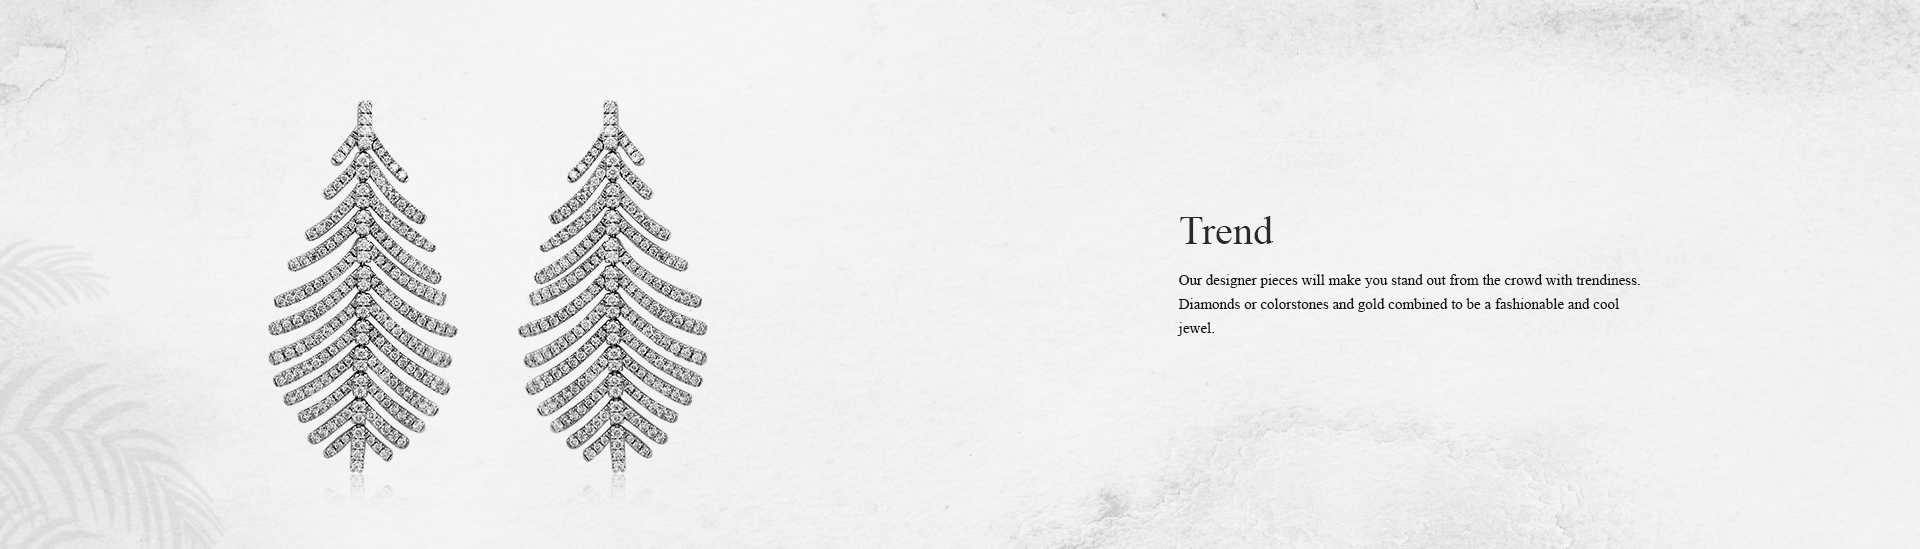 Trend
Our designer pieces will make you stand out from the crowd with trendiness.
Diamonds or colorstones and gold combined to be a fashionable and cool
jewel.